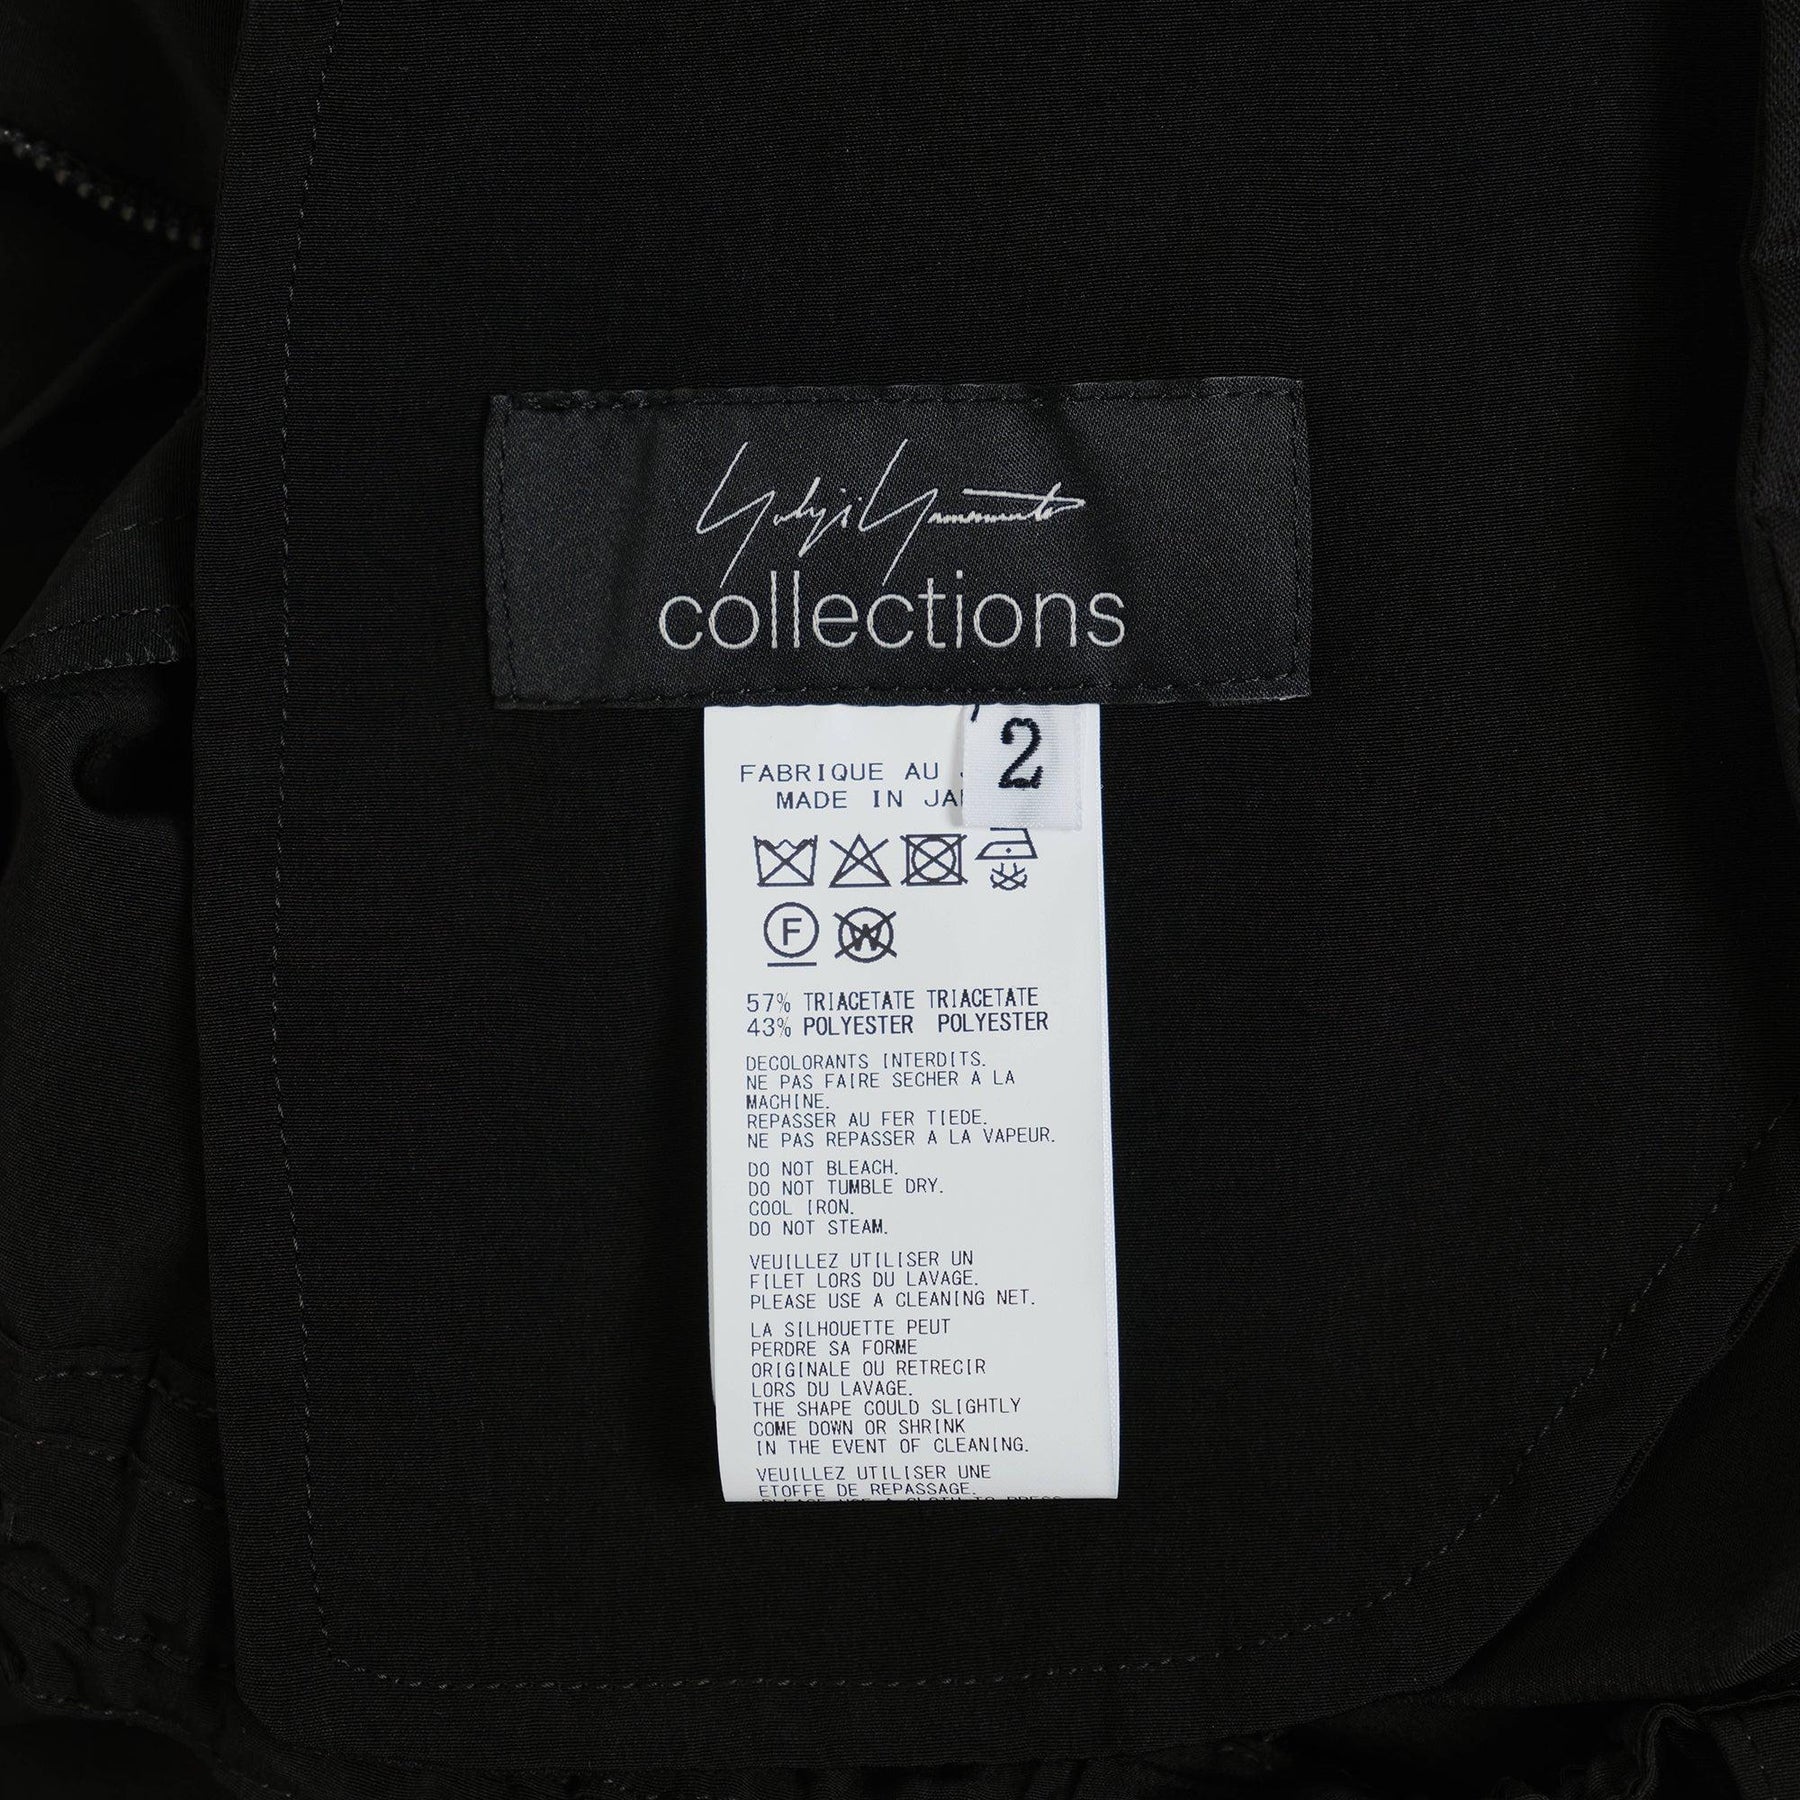 Yohji Yamamoto
collections
2
FABRIQUE AU
MADE IN JA
F
W
57% TRIACETATE TRIACETATE
43% POLYESTER POLYESTER
DECOLORANTS INTERDITS.
NE PAS FAIRE SECHER A LA
MACHINE.
REPASSER AU FER TIEDE.
NE PAS REPASSER A LA VAPEUR.
DO NOT BLEACH.
DO NOT TUMBLE DRY.
COOL IRON.
DO NOT STEAM.
VEUILLEZ UTILISER UN
FILET LORS DU LAVAGE.
PLEASE USE A CLEANING NET.
LA SILHOUETTE PEUT
PERDRE SA FORME
ORIGINALE OU RETRECIR
LORS DU LAVAGE.
THE SHAPE COULD SLIGHTLY
COME DOWN OR SHRINK
IN THE EVENT OF CLEANING.
VEUILLEZ UTILISER UNE
ETOFFE DE REPASSAGE.